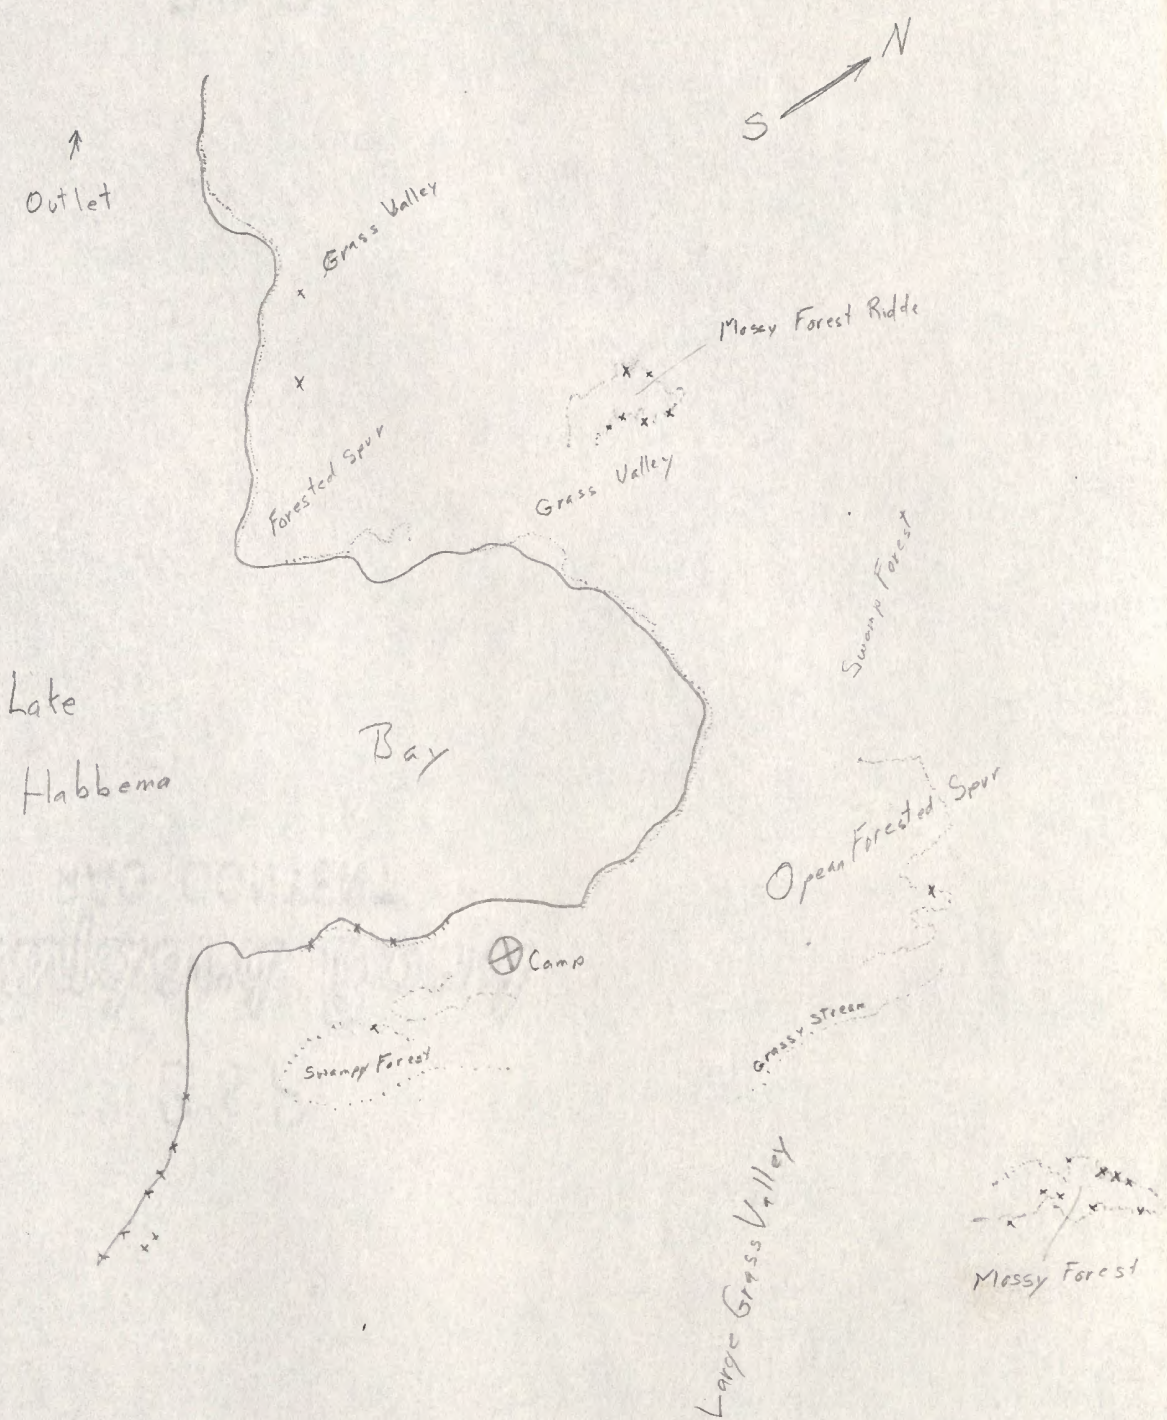 N
S
Outlet
Grass Valley
Mossy Forest Ridde
Forested Spur
Grass Valley
Swamp Forest
Lake
Habbema
Bay
Opean Forested Spur
Camp
Grassy Stream
Swampy Forest
Large Grass Valley
Mossy Forest